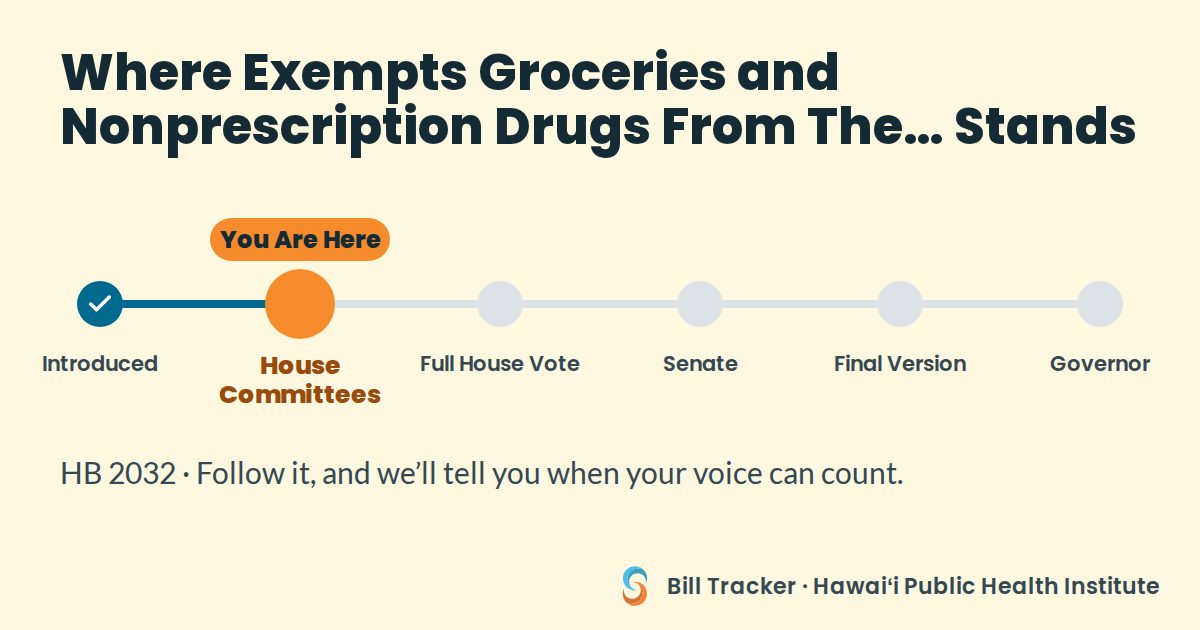 Where Exempts Groceries and
Nonprescription Drugs From The... Stands
You Are Here
Introduced
House
Committees
Full House Vote
Senate
Final Version
Governor
HB 2032 · Follow it, and we’ll tell you when your voice can count.
Bill Tracker · Hawaiʻi Public Health Institute